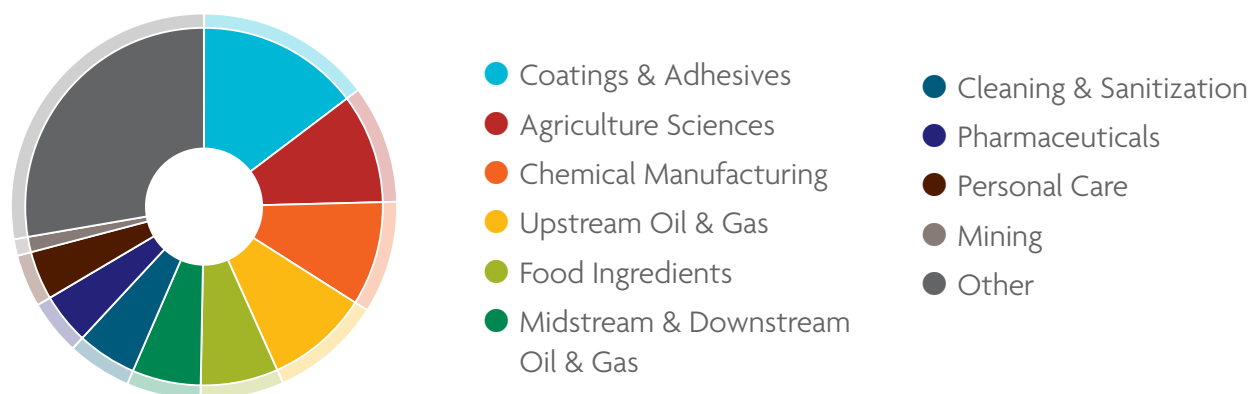 Coatings & Adhesives
Agriculture Sciences
Chemical Manufacturing
Upstream Oil & Gas
Food Ingredients
Midstream & Downstream
Oil & Gas
Cleaning & Sanitization
Pharmaceuticals
Personal Care
Mining
Other